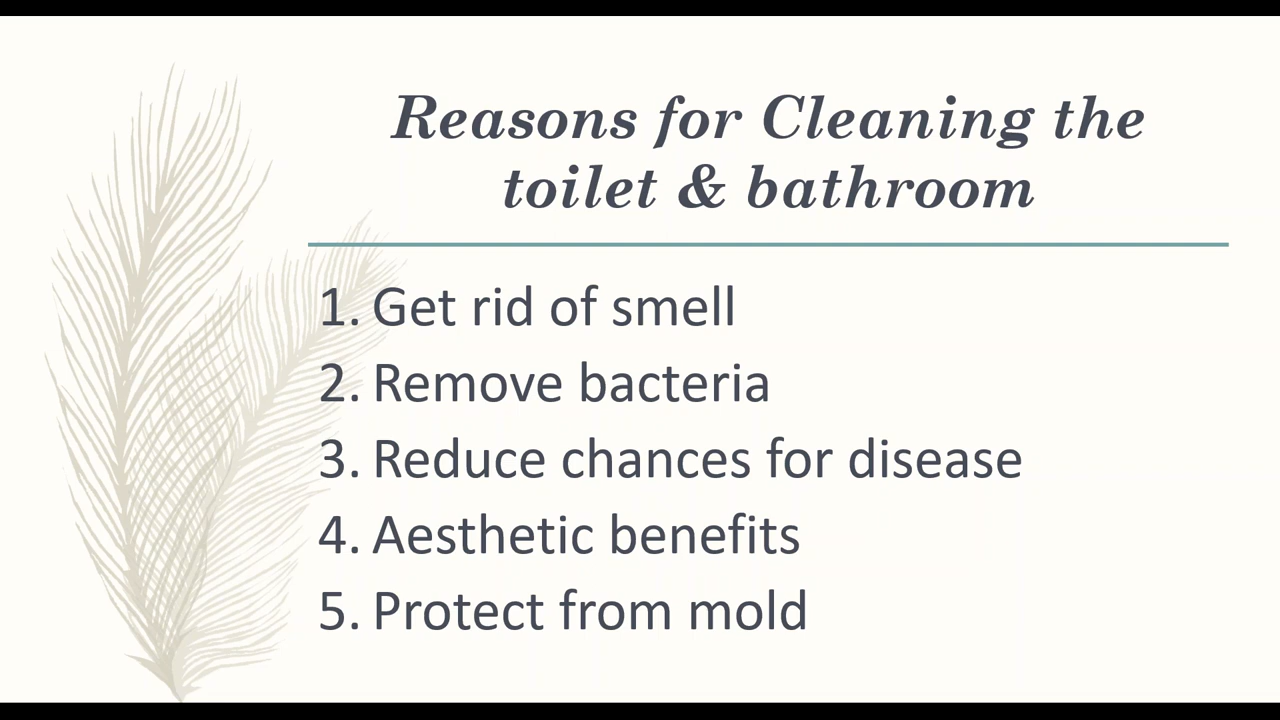 Reasons for Cleaning the
toilet & bathroom
1. Get rid of smell
2. Remove bacteria
3. Reduce chances for disease
4. Aesthetic benefits
5. Protect from mold